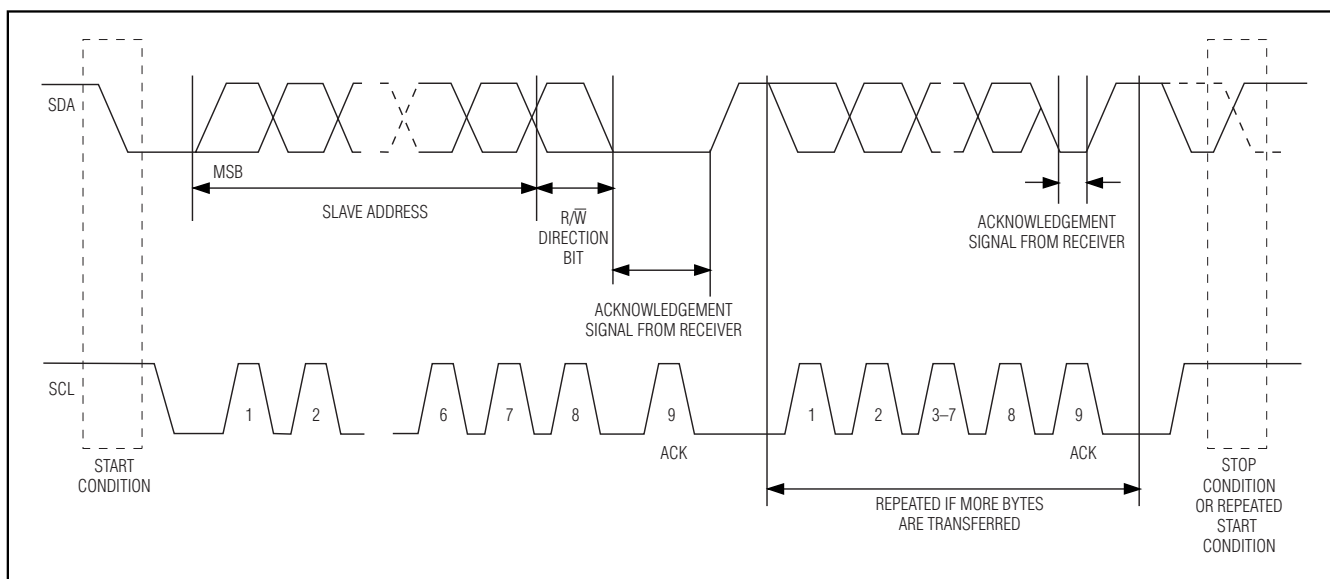 SDA
MSB
SLAVE ADDRESS
R/W̅
DIRECTION
BIT
ACKNOWLEDGEMENT
SIGNAL FROM RECEIVER
ACKNOWLEDGEMENT
SIGNAL FROM RECEIVER
SCL
1
2
6
7
8
9
ACK
1
2
3–7
8
9
ACK
START
CONDITION
REPEATED IF MORE BYTES
ARE TRANSFERRED
STOP
CONDITION
OR REPEATED
START
CONDITION